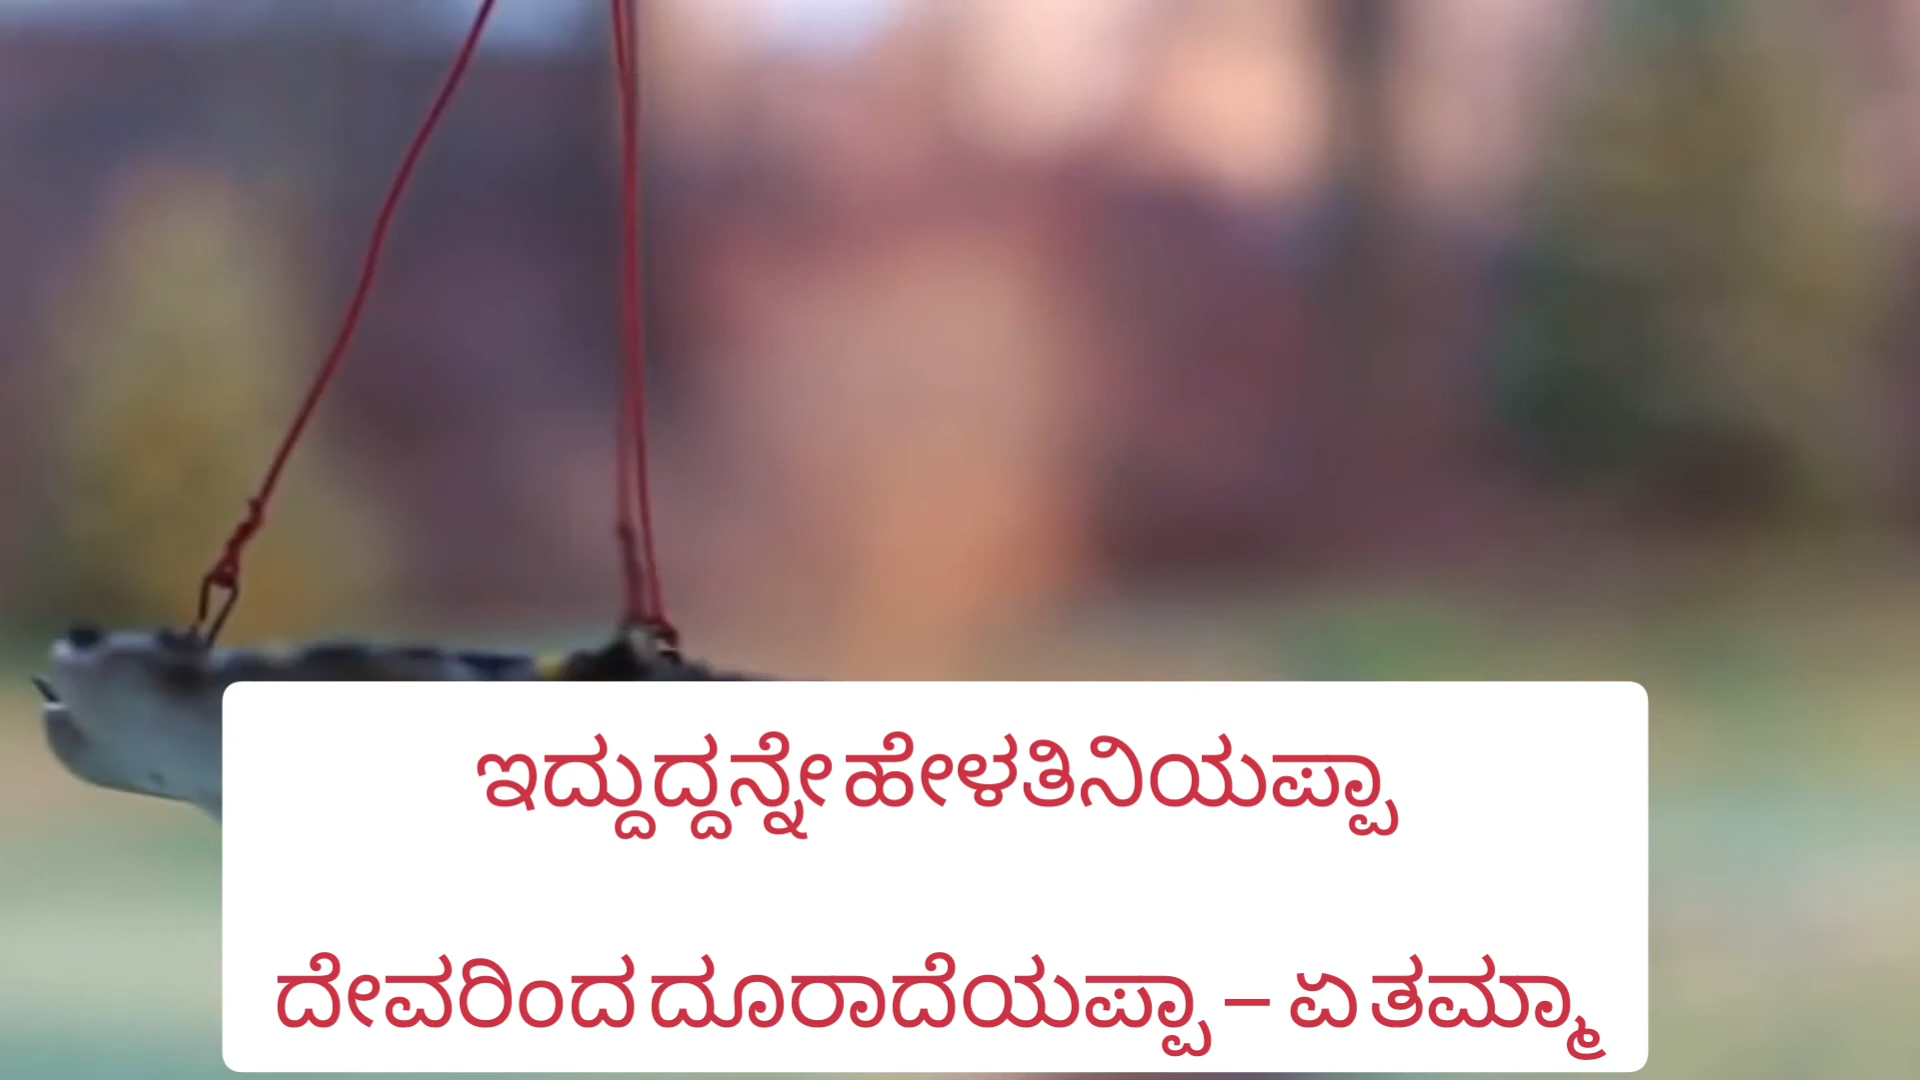 ಇದ್ದುದ್ದನ್ನೇ ಹೇಳತಿನಿಯಪ್ಪಾ
ದೇವರಿಂದ ದೂರಾದೆಯಪ್ಪಾ – ಏ ತಮ್ಮಾ